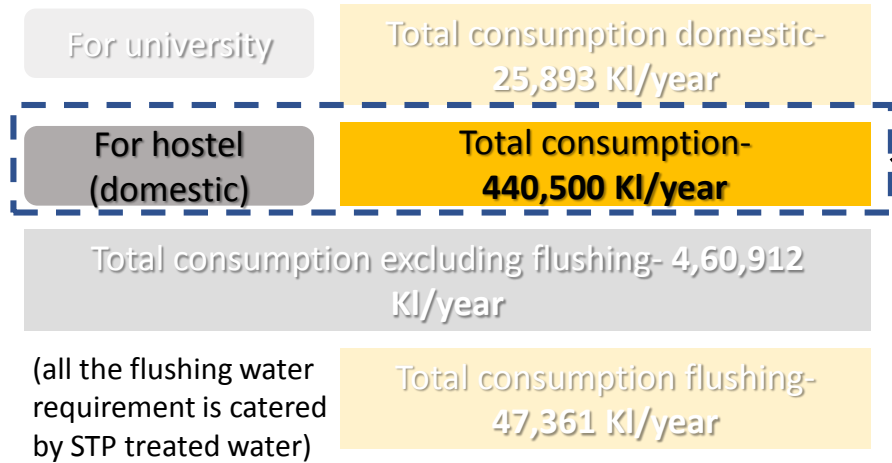 For university
Total consumption domestic-
25,893 Kl/year
For hostel
(domestic)
Total consumption-
440,500 Kl/year
Total consumption excluding flushing- 4,60,912
Kl/year
(all the flushing water
requirement is catered
by STP treated water)
Total consumption flushing-
47,361 Kl/year